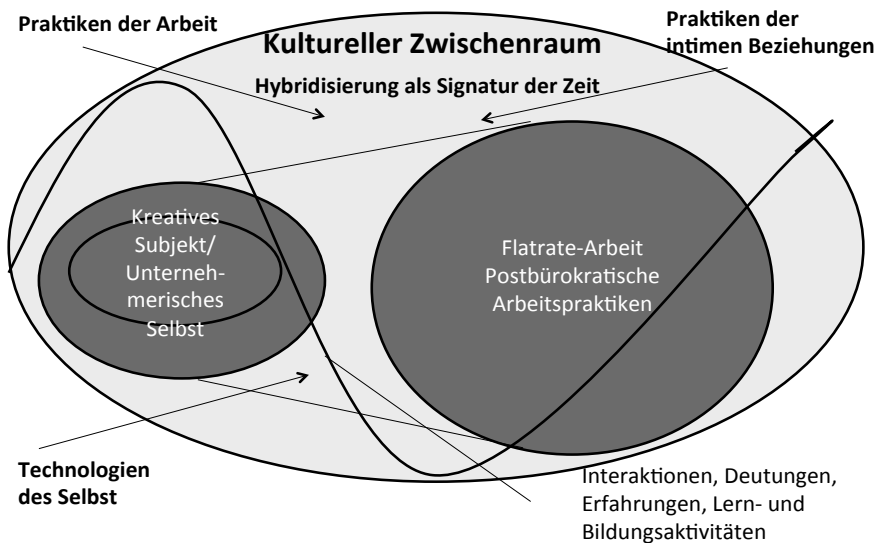 Praktiken der Arbeit
Praktiken der
intimen Beziehungen
Kultureller Zwischenraum
Hybridisierung als Signatur der Zeit
Kreatives
Subjekt/
Unterneh-
merisches
Selbst
Flatrate-Arbeit
Postbürokratische
Arbeitspraktiken
Technologien
des Selbst
Interaktionen, Deutungen,
Erfahrungen, Lern- und
Bildungsaktivitäten